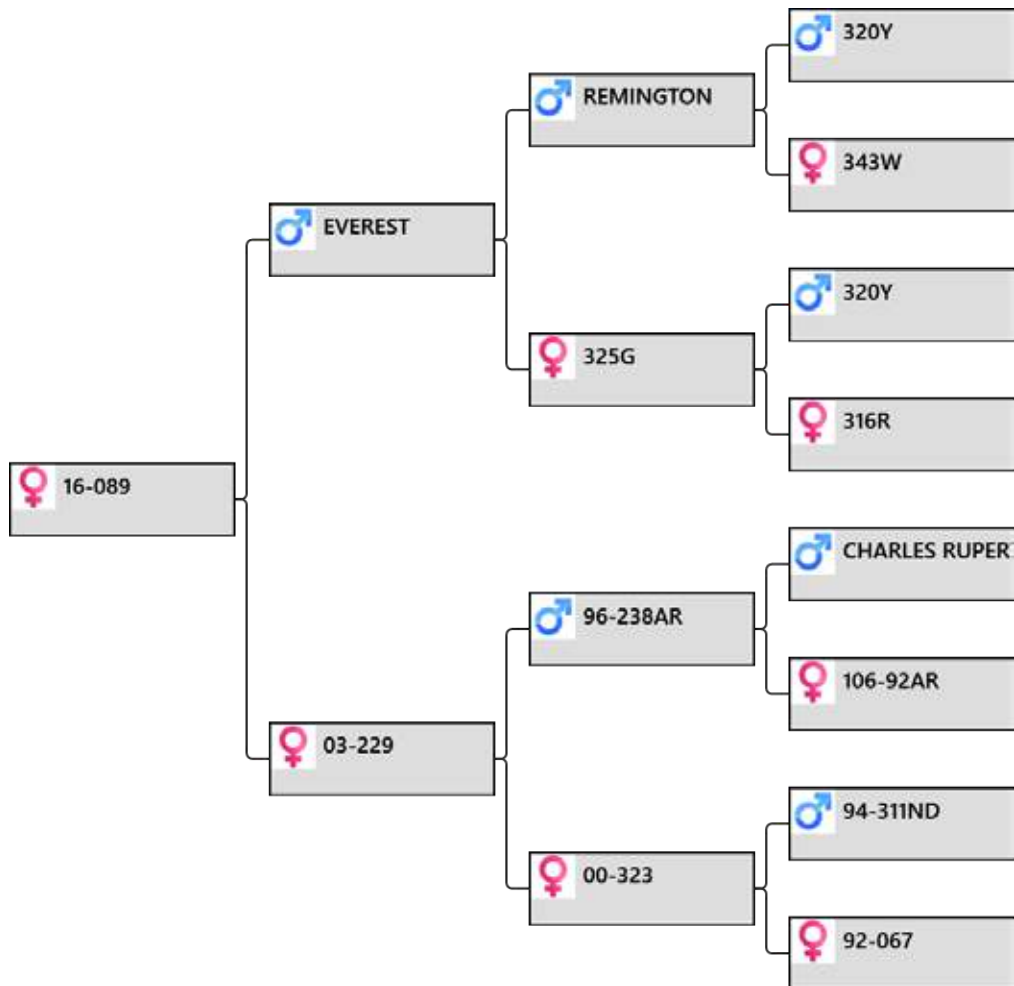 320Y
REMINGTON
343W
EVEREST
320Y
325G
316R
16-089
CHARLES RUPER
96-238AR
106-92AR
03-229
94-311ND
00-323
92-067